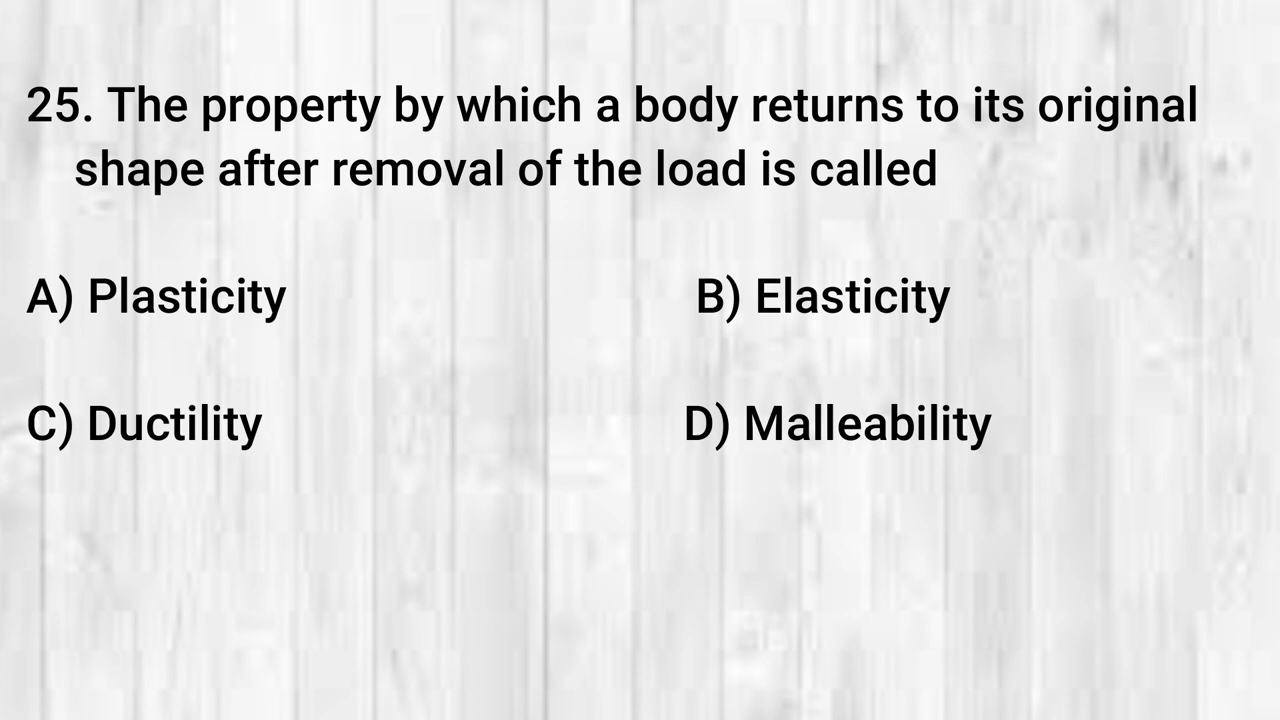 25. The property by which a body returns to its original
shape after removal of the load is called
A) Plasticity B) Elasticity
C) Ductility D) Malleability